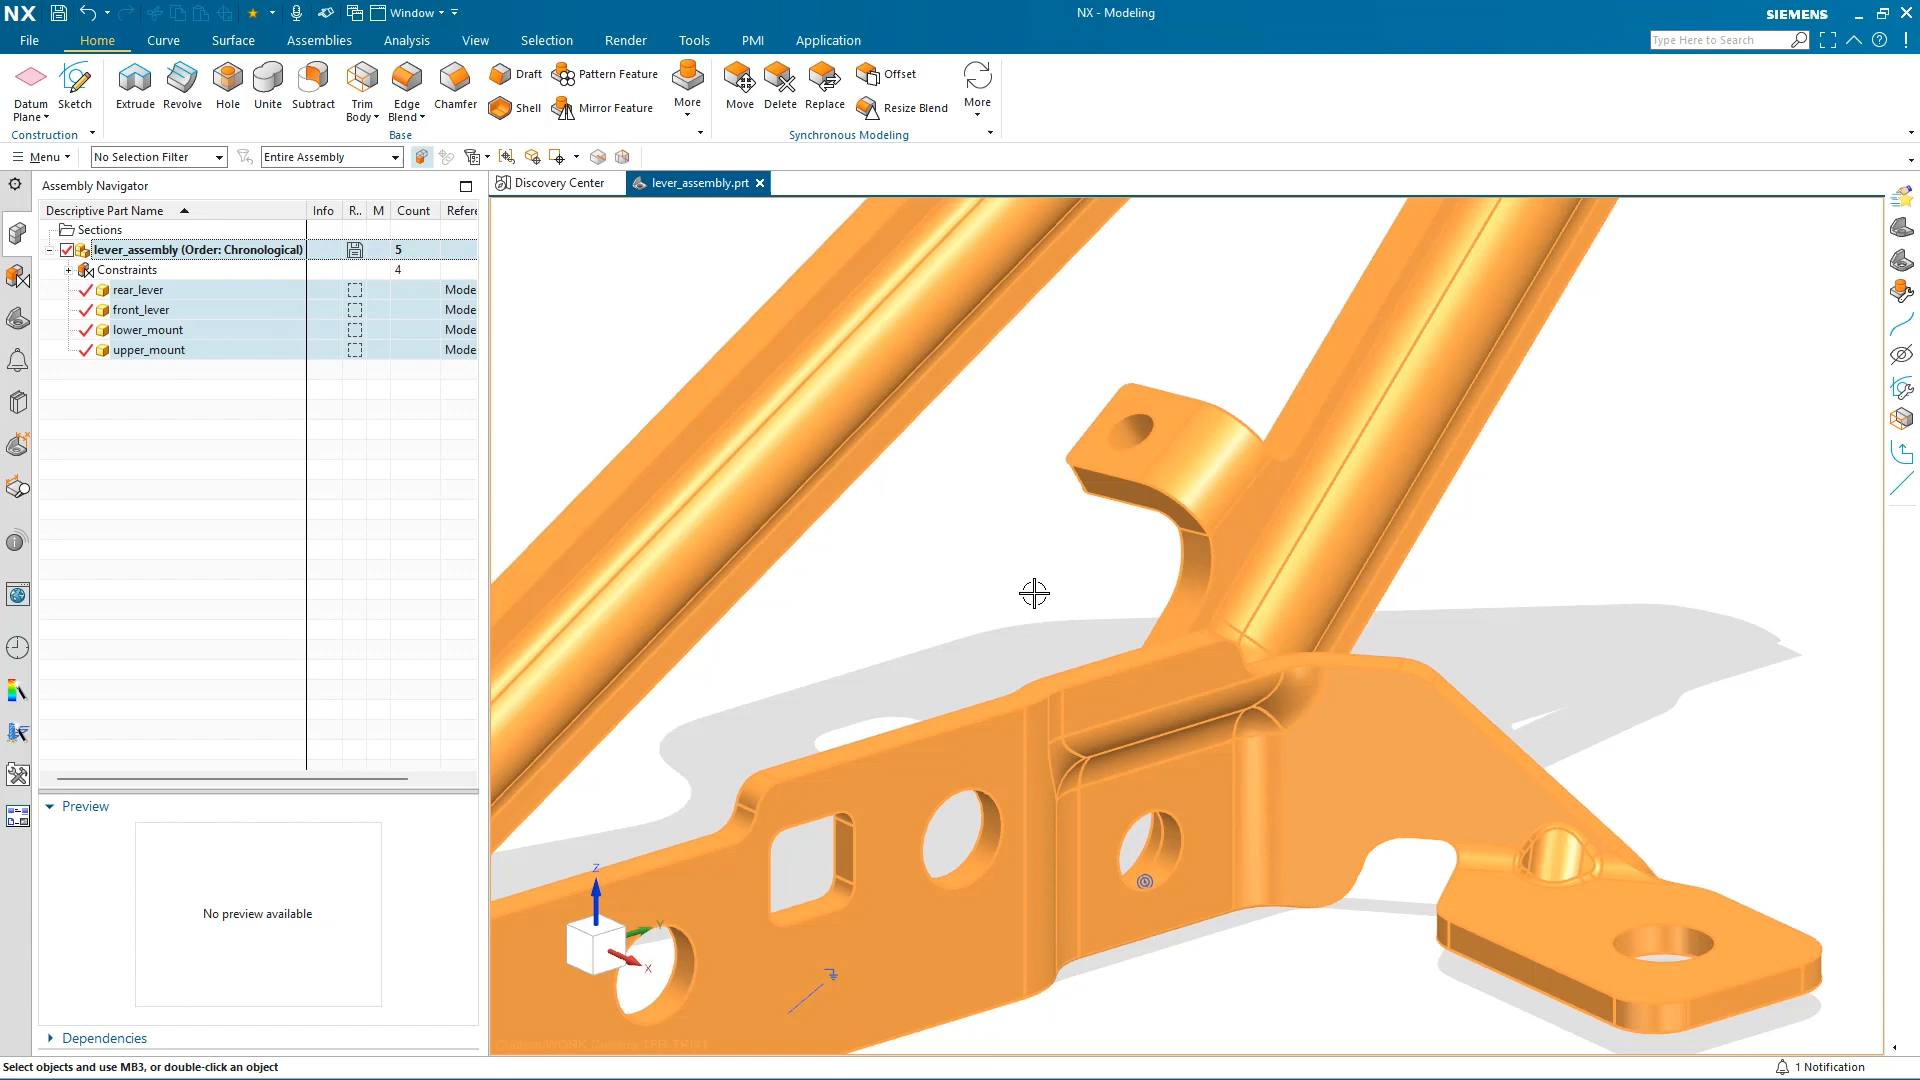 NX
Window
NX - Modeling
SIEMENS
File
Home
Curve
Surface
Assemblies
Analysis
View
Selection
Render
Tools
PMI
Application
Type Here to Search
Datum Plane
Sketch
Extrude
Revolve
Hole
Unite
Subtract
Trim Body
Edge Blend
Chamfer
Draft
Shell
Pattern Feature
Mirror Feature
More
Move
Delete
Replace
Offset
Resize Blend
More
Construction
Base
Synchronous Modeling
Menu
No Selection Filter
Entire Assembly
Assembly Navigator
Discovery Center
lever_assembly.prt
Descriptive Part Name
Info
R..
M
Count
Refere
Sections
lever_assembly (Order: Chronological)
5
Constraints
4
rear_lever
Mode
front_lever
Mode
lower_mount
Mode
upper_mount
Mode
Preview
No preview available
Dependencies
Z
Y
X
Select objects and use MB3, or double-click an object
1 Notification